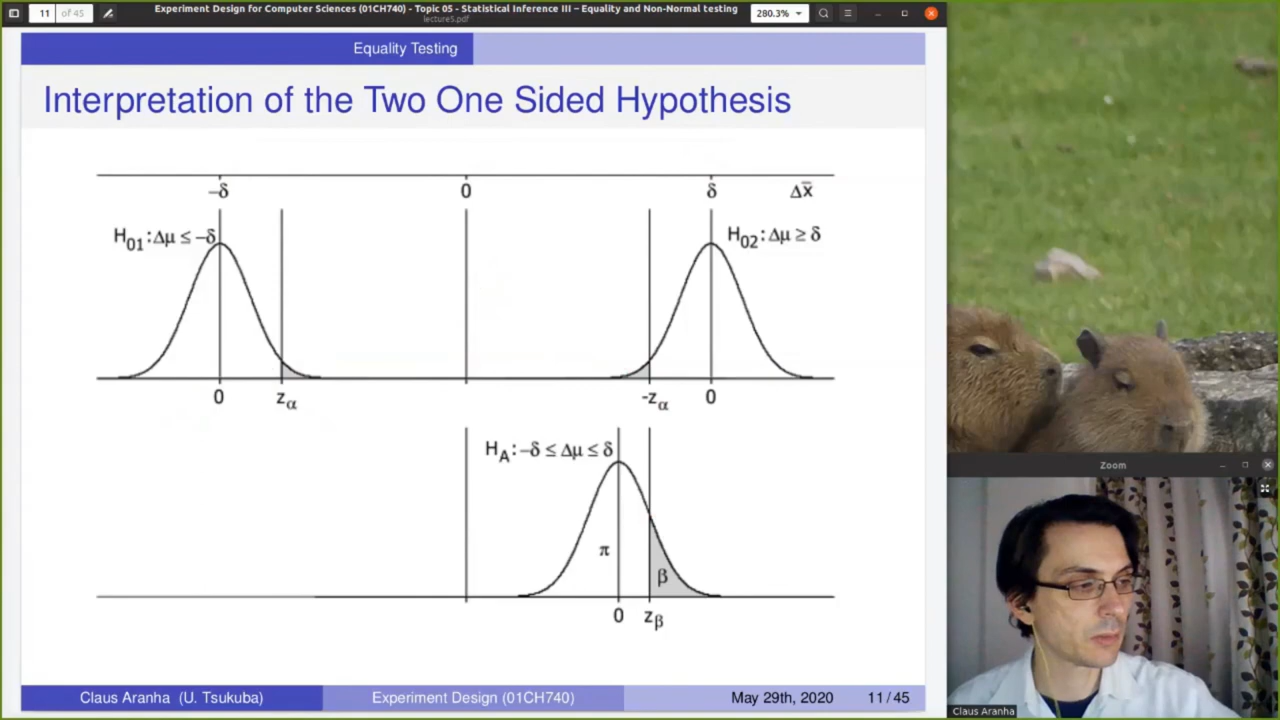 11 of 45
Experiment Design for Computer Sciences (01CH740) - Topic 05 - Statistical Inference III – Equality and Non-Normal testing
lecture5.pdf
280.3%
Equality Testing
Interpretation of the Two One Sided Hypothesis
-δ 0 δ Δx̄
H₀₁:Δμ ≤ -δ
H₀₂:Δμ ≥ δ
0 zα -zα 0
H_A:-δ ≤ Δμ ≤ δ
π
β
0 zβ
Claus Aranha (U. Tsukuba) Experiment Design (01CH740) May 29th, 2020 11 / 45
Zoom
Claus Aranha